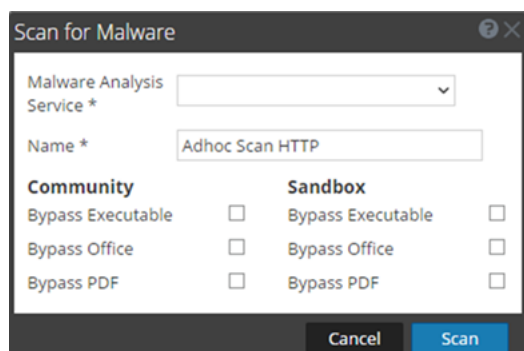 Scan for Malware
Malware Analysis
Service *
Name *
Adhoc Scan HTTP
Community
Sandbox
Bypass Executable
Bypass Executable
Bypass Office
Bypass Office
Bypass PDF
Bypass PDF
Cancel
Scan